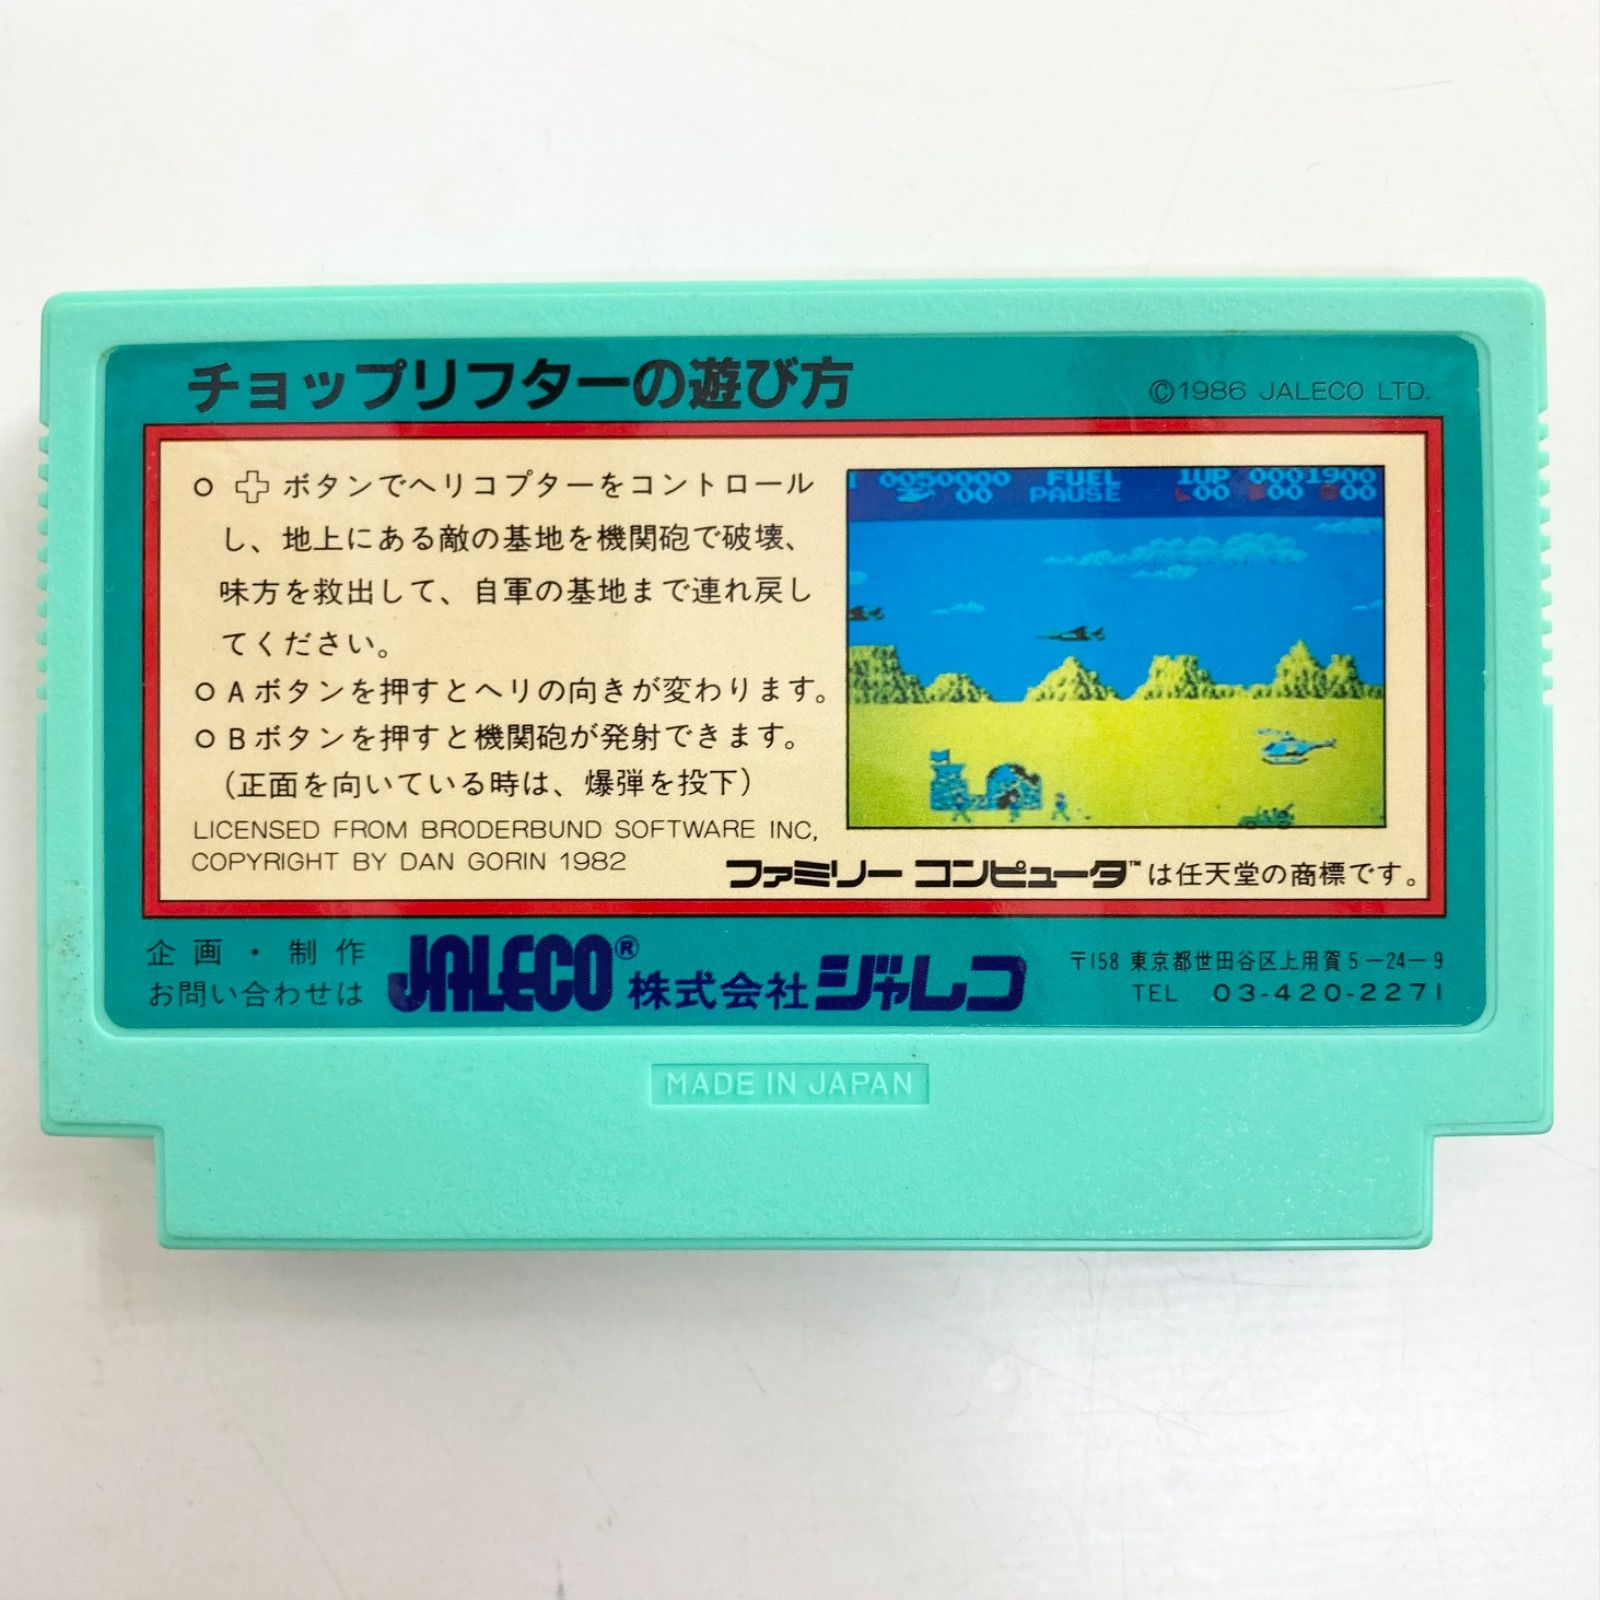 チョップリフターの遊び方
©1986 JALECO LTD.
○ ボタンでヘリコプターをコントロール
し、地上にある敵の基地を機関砲で破壊、
味方を救出して、自軍の基地まで連れ戻し
てください。
○ Aボタンを押すとヘリの向きが変わります。
○ Bボタンを押すと機関砲が発射できます。
(正面を向いている時は、爆弾を投下)
LICENSED FROM BRODERBUND SOFTWARE INC,
COPYRIGHT BY DAN GORIN 1982
I 0030000 FUEL 1UP 0001900
00 PAUSE 00 00 00
ファミリーコンピュータ™は任天堂の商標です。
企画・制作
お問い合わせは
JALECO® 株式会社ジャレコ
〒158 東京都世田谷区上用賀5-24-9
TEL 03-420-2271
MADE IN JAPAN